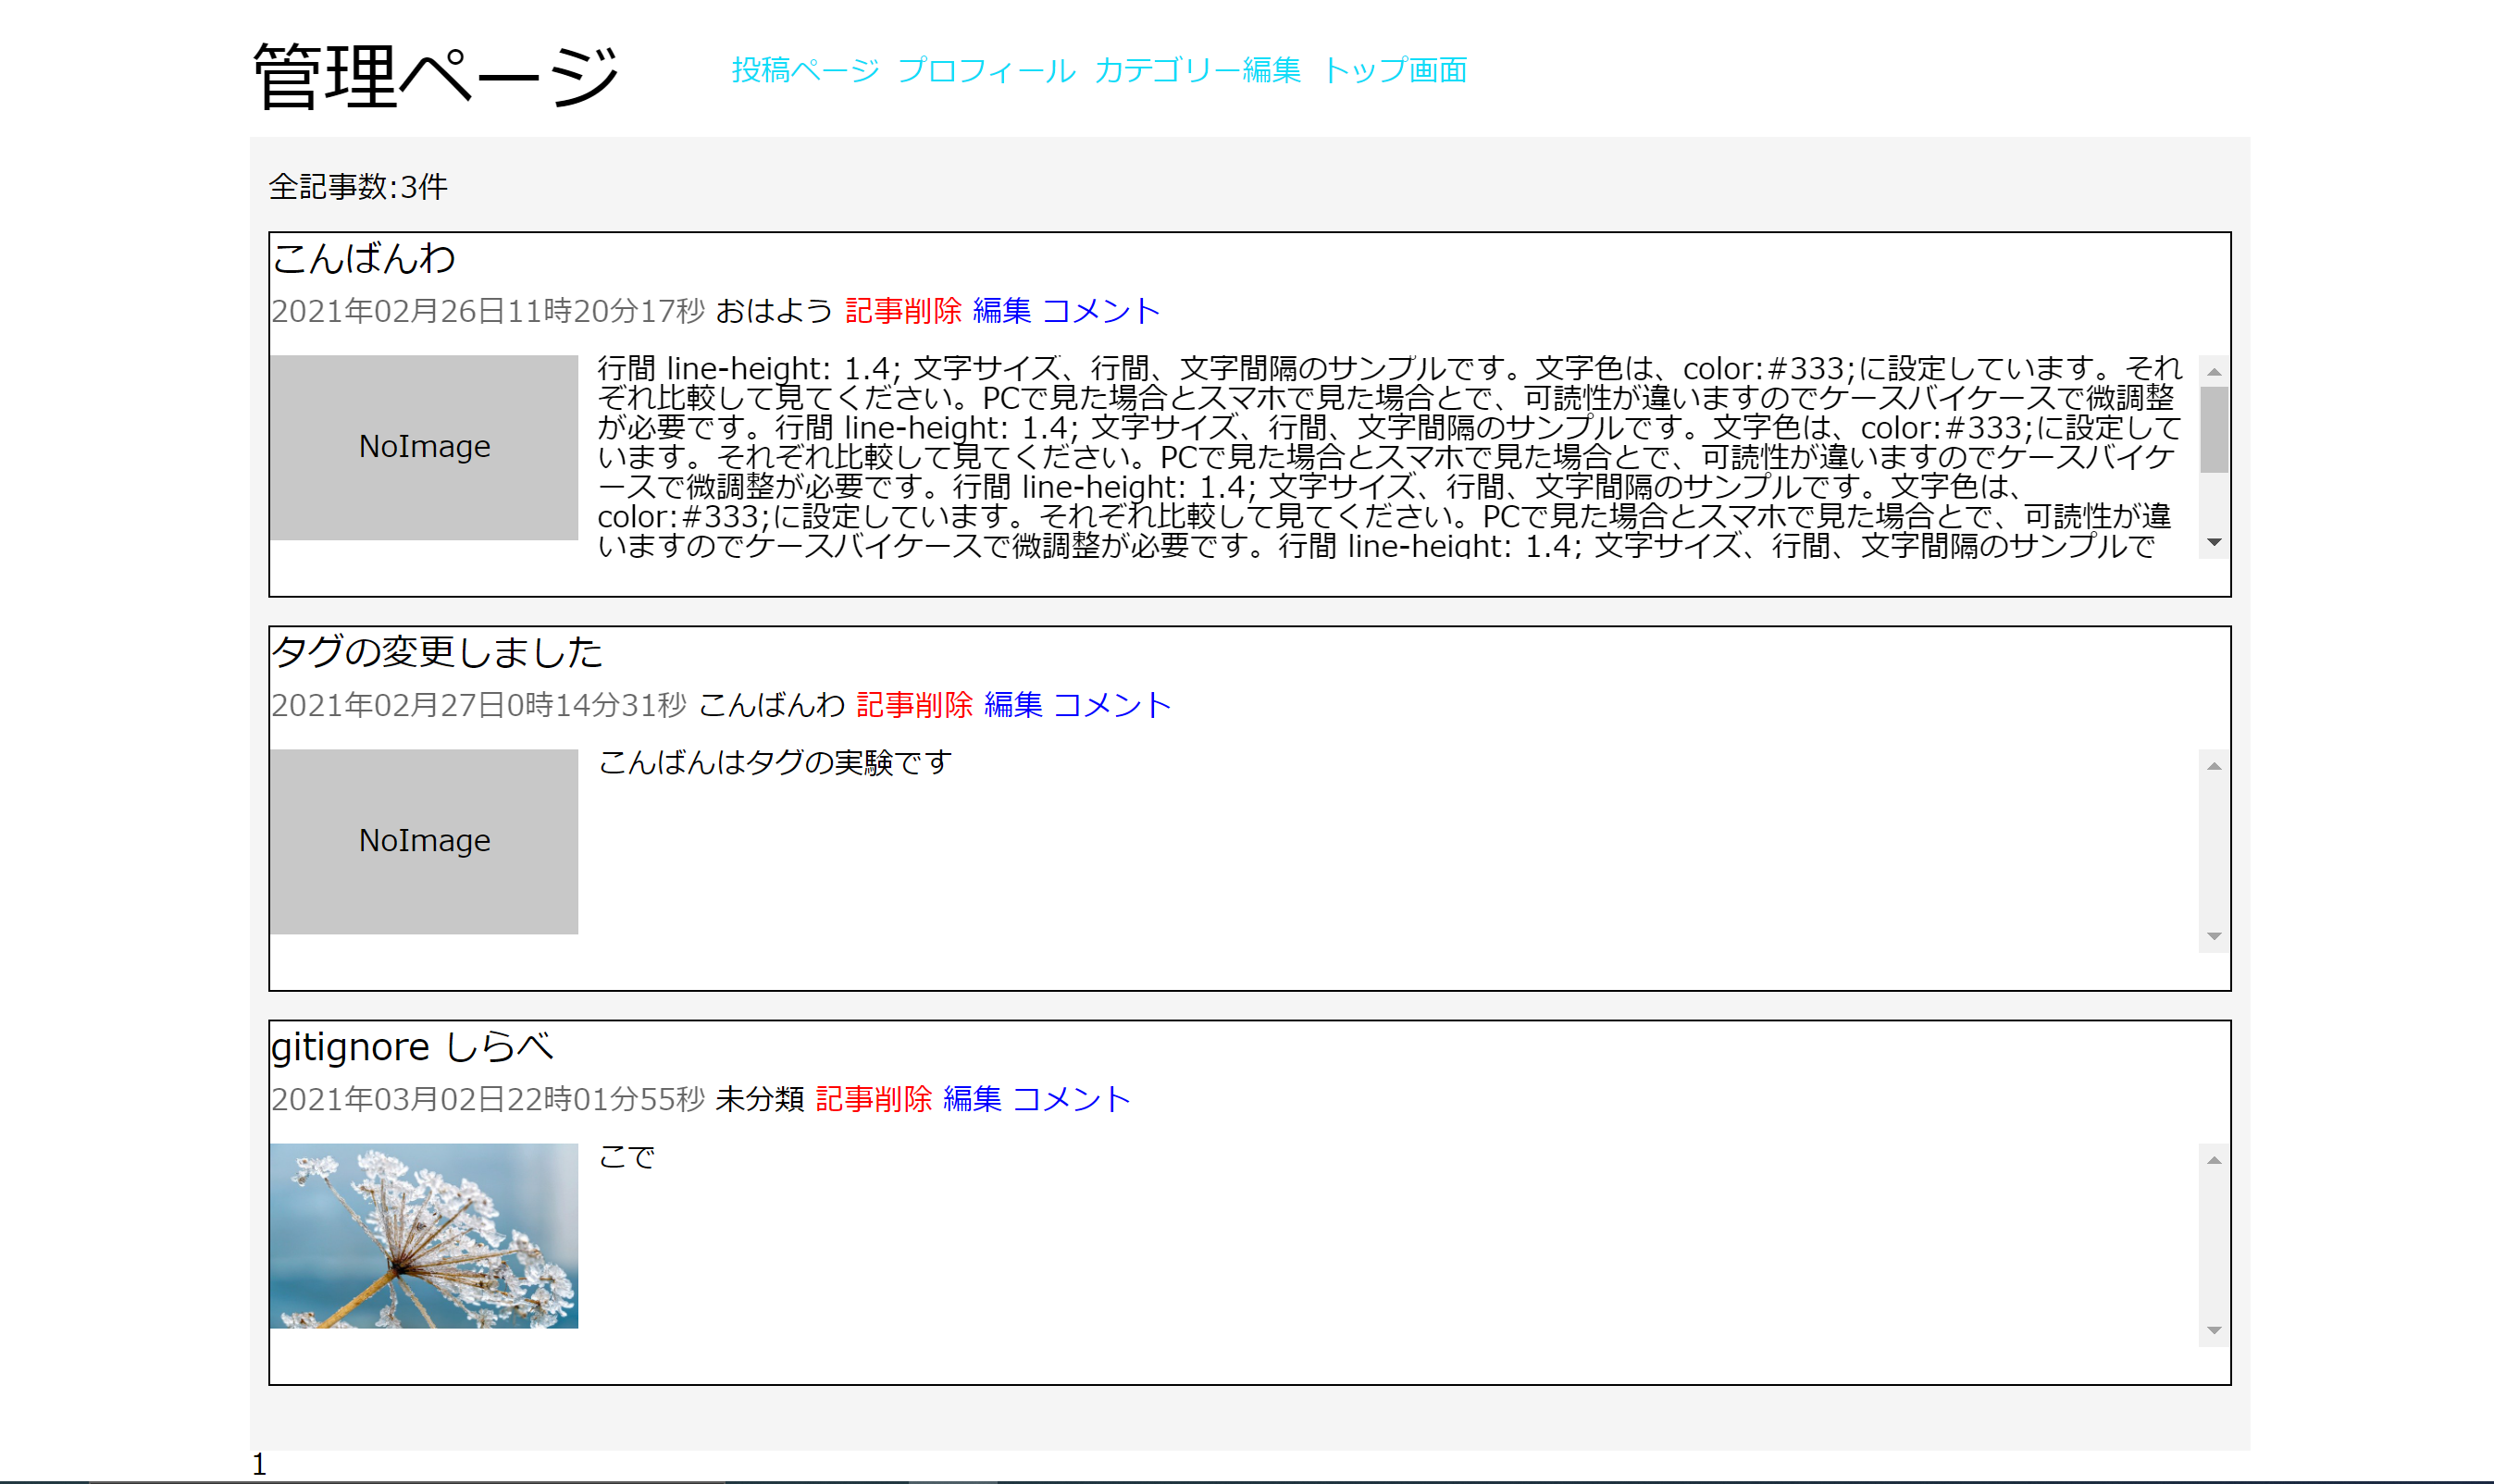 管理ページ
投稿ページ プロフィール カテゴリー編集 トップ画面
全記事数:3件
こんばんわ
2021年02月26日11時20分17秒 おはよう 記事削除 編集 コメント
NoImage
行間 line-height: 1.4; 文字サイズ、行間、文字間隔のサンプルです。文字色は、color:#333;に設定しています。それ
ぞれ比較して見てください。PCで見た場合とスマホで見た場合とで、可読性が違いますのでケースバイケースで微調整
が必要です。行間 line-height: 1.4; 文字サイズ、行間、文字間隔のサンプルです。文字色は、color:#333;に設定して
います。それぞれ比較して見てください。PCで見た場合とスマホで見た場合とで、可読性が違いますのでケースバイケ
ースで微調整が必要です。行間 line-height: 1.4; 文字サイズ、行間、文字間隔のサンプルです。文字色は、
color:#333;に設定しています。それぞれ比較して見てください。PCで見た場合とスマホで見た場合とで、可読性が違
いますのでケースバイケースで微調整が必要です。行間 line-height: 1.4; 文字サイズ、行間、文字間隔のサンプルで
タグの変更しました
2021年02月27日0時14分31秒 こんばんわ 記事削除 編集 コメント
NoImage
こんばんはタグの実験です
gitignore しらべ
2021年03月02日22時01分55秒 未分類 記事削除 編集 コメント
こで
1